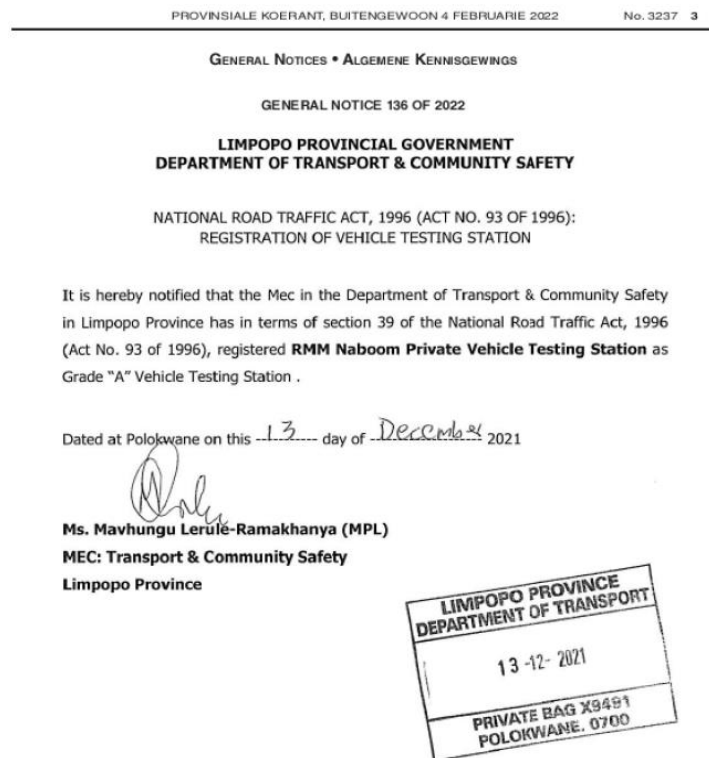 PROVINSIALE KOERANT, BUITENGEWOON 4 FEBRUARIE 2022 No. 3237 3
GENERAL NOTICES • ALGEMENE KENNISGEWINGS
GENERAL NOTICE 136 OF 2022
LIMPOPO PROVINCIAL GOVERNMENT
DEPARTMENT OF TRANSPORT & COMMUNITY SAFETY
NATIONAL ROAD TRAFFIC ACT, 1996 (ACT NO. 93 OF 1996):
REGISTRATION OF VEHICLE TESTING STATION
It is hereby notified that the Mec in the Department of Transport & Community Safety
in Limpopo Province has in terms of section 39 of the National Road Traffic Act, 1996
(Act No. 93 of 1996), registered RMM Naboom Private Vehicle Testing Station as
Grade “A” Vehicle Testing Station .
Dated at Polokwane on this 13 day of December 2021
Ms. Mavhungu Lerule-Ramakhanya (MPL)
MEC: Transport & Community Safety
Limpopo Province
LIMPOPO PROVINCE
DEPARTMENT OF TRANSPORT
13-12-2021
PRIVATE BAG X9491
POLOKWANE, 0700